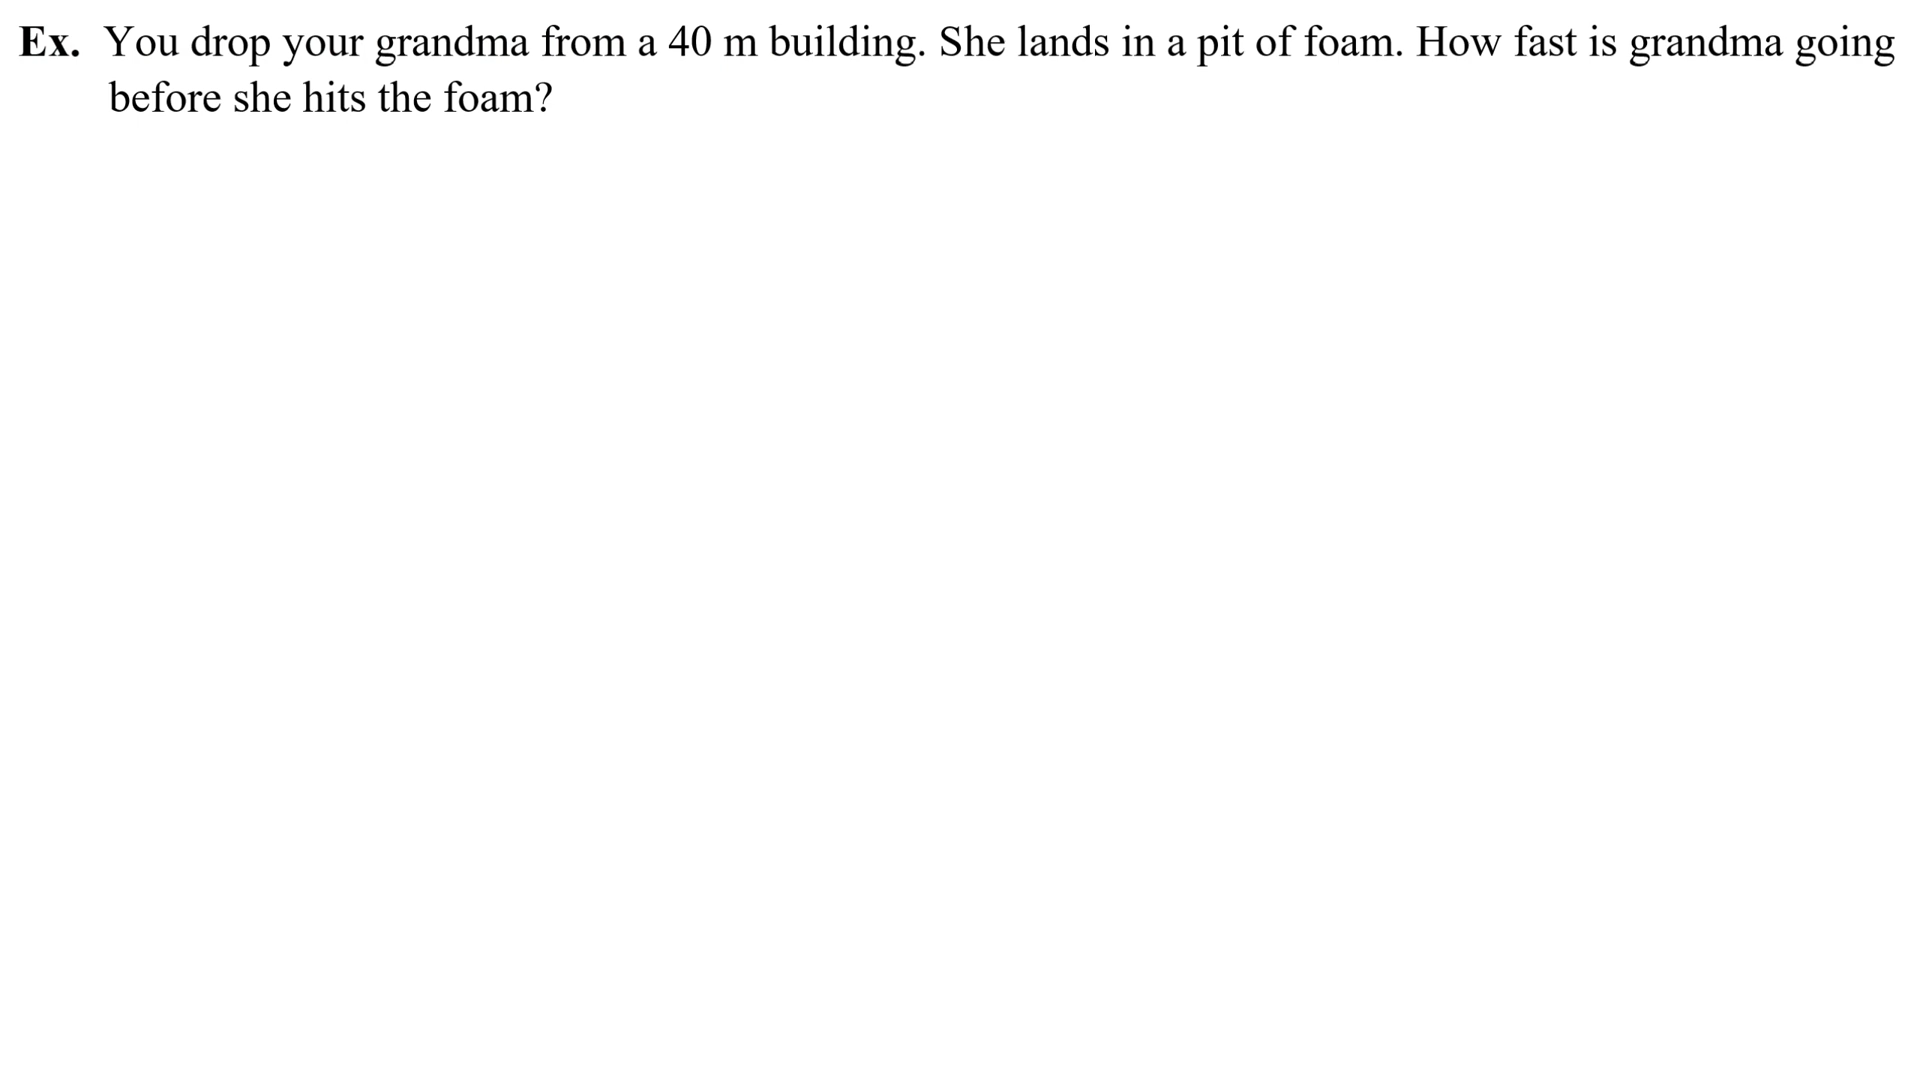 Ex. You drop your grandma from a 40 m building. She lands in a pit of foam. How fast is grandma going
before she hits the foam?